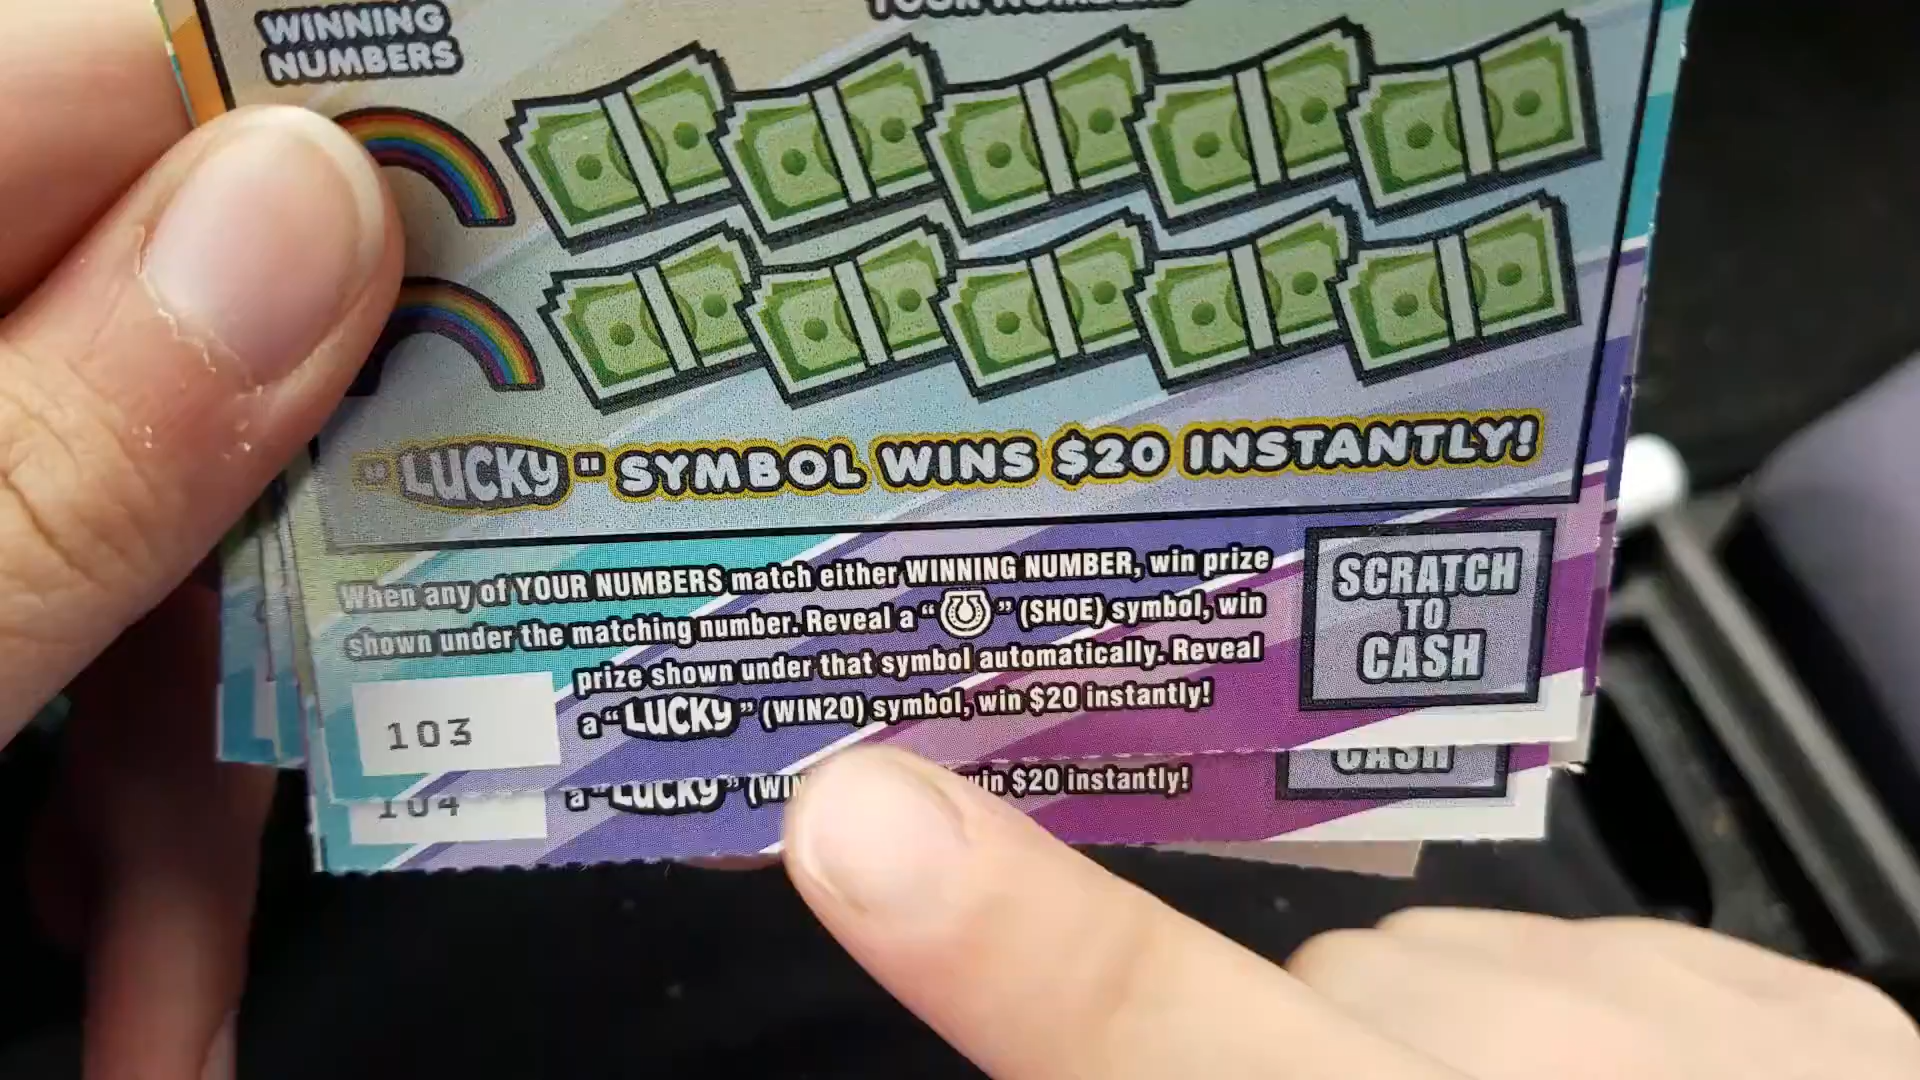 YOUR NUMBERS
WINNING
NUMBERS
"LUCKY" SYMBOL WINS $20 INSTANTLY!
When any of YOUR NUMBERS match either WINNING NUMBER, win prize
shown under the matching number. Reveal a " " (SHOE) symbol, win
prize shown under that symbol automatically. Reveal
a "LUCKY" (WIN20) symbol, win $20 instantly!
SCRATCH
TO
CASH
103
104
a "LUCKY" (WIN win $20 instantly!
CASH